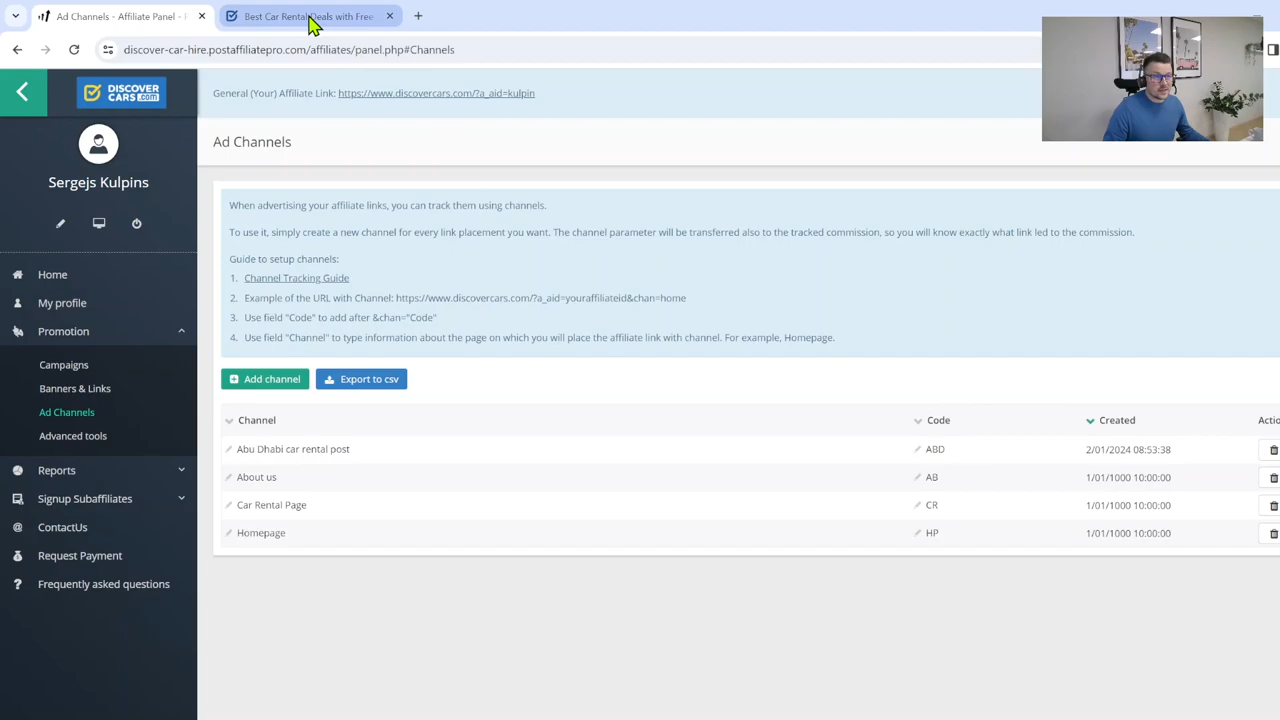 Ad Channels - Affiliate Panel -
Best Car Rental Deals with Free
discover-car-hire.postaffiliatepro.com/affiliates/panel.php#Channels
DISCOVER
CARS.com
General (Your) Affiliate Link: https://www.discovercars.com/?a_aid=kulpin
Ad Channels
Sergejs Kulpins
When advertising your affiliate links, you can track them using channels.
To use it, simply create a new channel for every link placement you want. The channel parameter will be transferred also to the tracked commission, so you will know exactly what link led to the commission.
Guide to setup channels:
1. Channel Tracking Guide
2. Example of the URL with Channel: https://www.discovercars.com/?a_aid=youraffiliateid&chan=home
3. Use field "Code" to add after &chan="Code"
4. Use field "Channel" to type information about the page on which you will place the affiliate link with channel. For example, Homepage.
Home
My profile
Promotion
Campaigns
Banners & Links
Ad Channels
Advanced tools
Reports
Signup Subaffiliates
ContactUs
Request Payment
Frequently asked questions
Add channel
Export to csv
Channel Code Created Actio
Abu Dhabi car rental post ABD 2/01/2024 08:53:38
About us AB 1/01/1000 10:00:00
Car Rental Page CR 1/01/1000 10:00:00
Homepage HP 1/01/1000 10:00:00